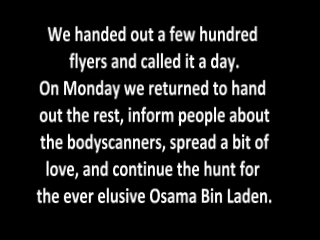 We handed out a few hundred
flyers and called it a day.
On Monday we returned to hand
out the rest, inform people about
the bodyscanners, spread a bit of
love, and continue the hunt for
the ever elusive Osama Bin Laden.